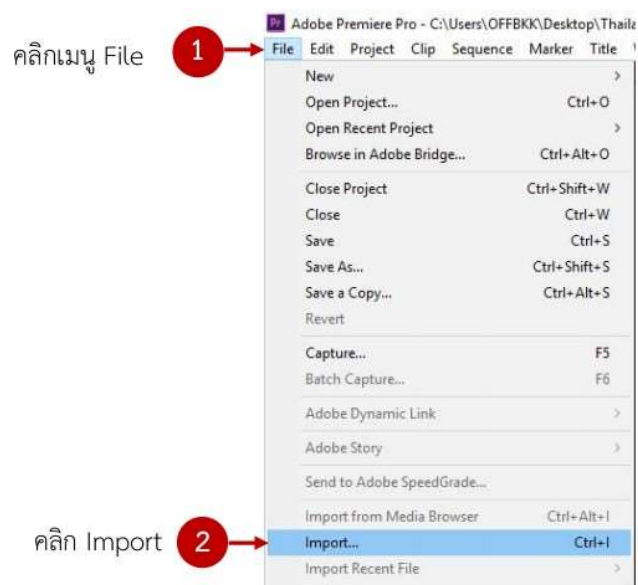 Adobe Premiere Pro - C:\Users\OFFBKK\Desktop\Thaila
คลิกเมนู File 1 File Edit Project Clip Sequence Marker Title
New >
Open Project... Ctrl+O
Open Recent Project >
Browse in Adobe Bridge... Ctrl+Alt+O
Close Project Ctrl+Shift+W
Close Ctrl+W
Save Ctrl+S
Save As... Ctrl+Shift+S
Save a Copy... Ctrl+Alt+S
Revert
Capture... F5
Batch Capture... F6
Adobe Dynamic Link >
Adobe Story >
Send to Adobe SpeedGrade...
Import from Media Browser Ctrl+Alt+I
คลิก Import 2 Import... Ctrl+I
Import Recent File >